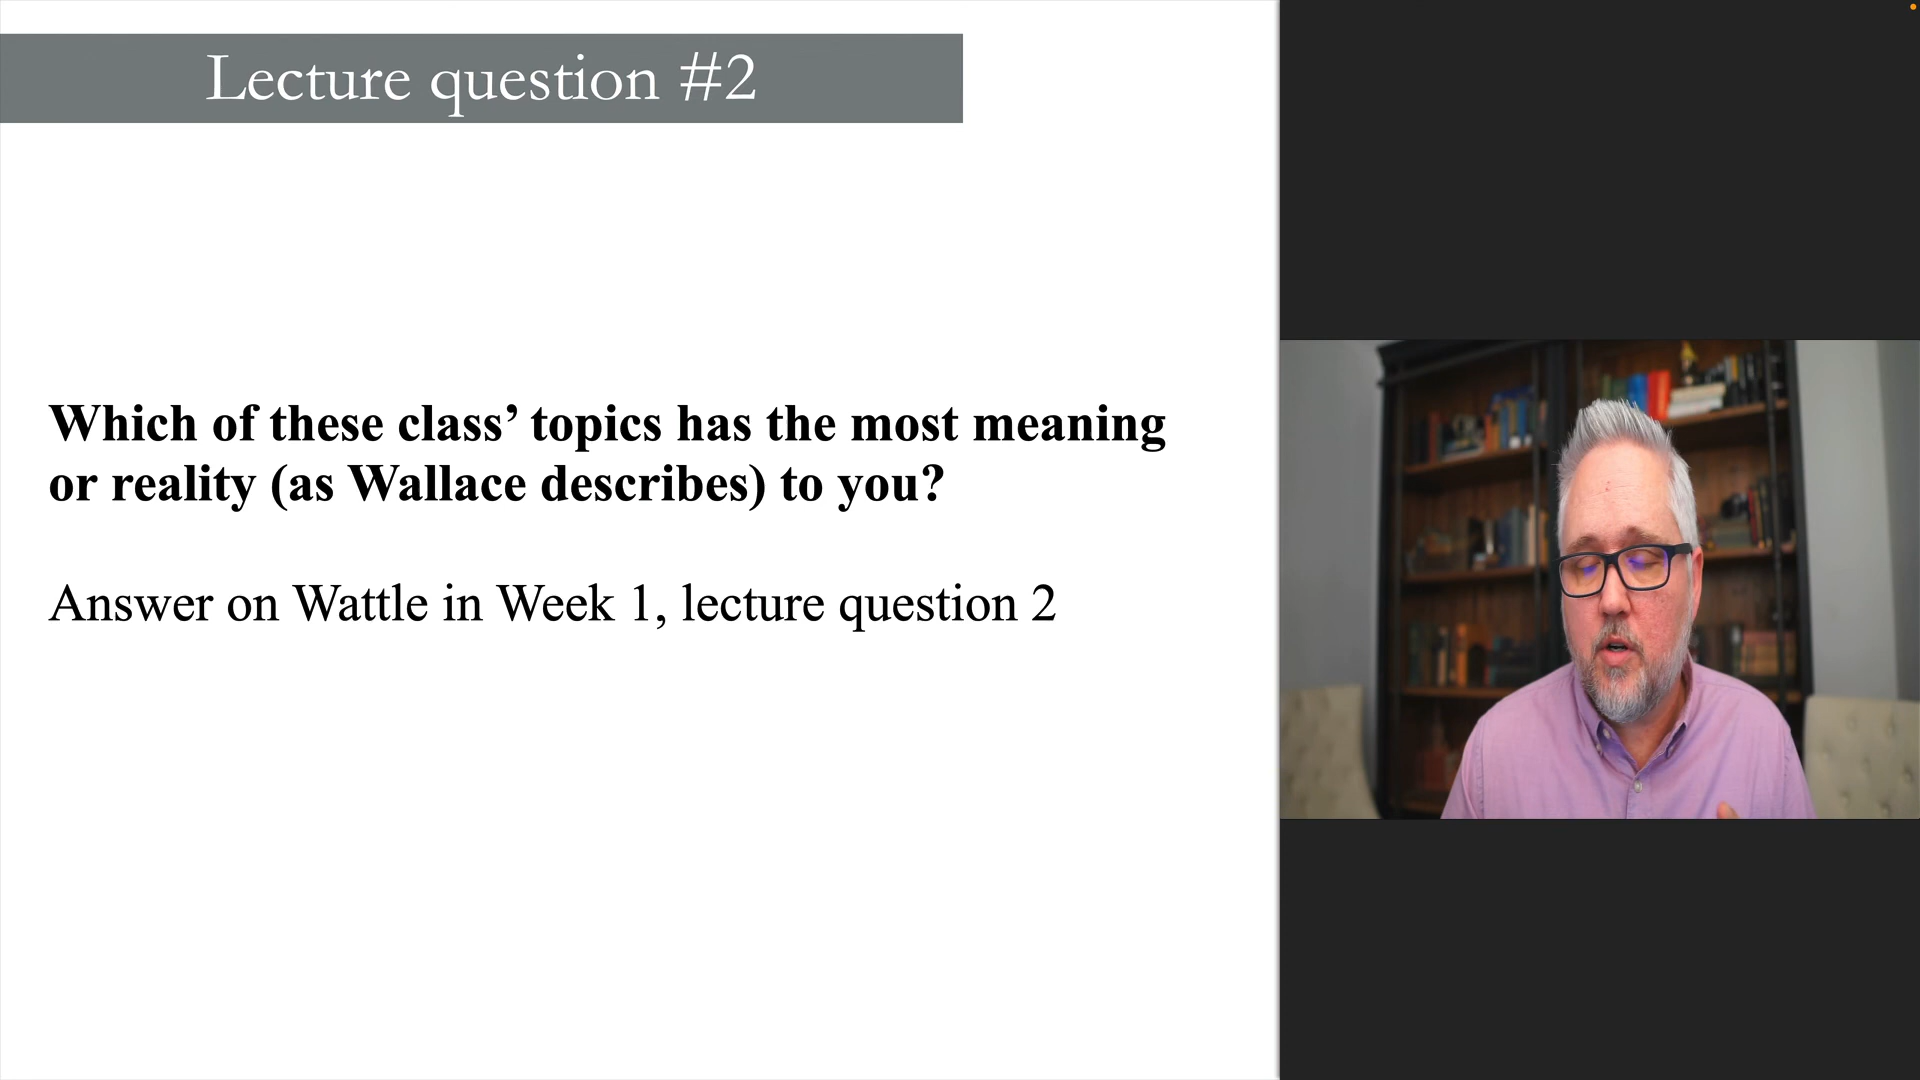 Lecture question #2
Which of these class’ topics has the most meaning
or reality (as Wallace describes) to you?
Answer on Wattle in Week 1, lecture question 2